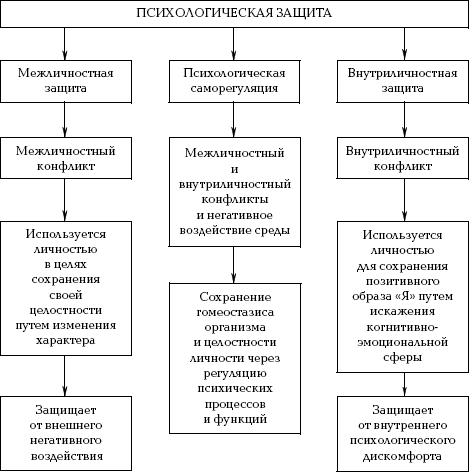 ПСИХОЛОГИЧЕСКАЯ ЗАЩИТА
Межличностная
защита
Психологическая
саморегуляция
Внутриличностная
защита
Межличностный
конфликт
Межличностный
и
внутриличностный
конфликты
и негативное
воздействие среды
Внутриличностный
конфликт
Используется
личностью
в целях
сохранения
своей
целостности
путем изменения
характера
Сохранение
гомеостазиса
организма
и целостности
личности через
регуляцию
психических
процессов
и функций
Используется
личностью
для сохранения
позитивного
образа «Я» путем
искажения
когнитивно-
эмоциональной
сферы
Защищает
от внешнего
негативного
воздействия
Защищает
от внутреннего
психологического
дискомфорта